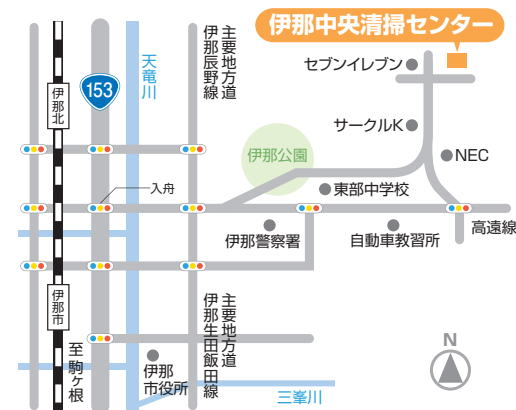 伊那中央清掃センター
主要地方道
伊那辰野線
天竜川
153
伊那北
セブンイレブン
サークルK
NEC
伊那公園
入舟
東部中学校
伊那警察署
自動車教習所
高遠線
伊那市
主要地方道
伊那生田飯田線
至駒ヶ根
伊那
市役所
三峯川
N